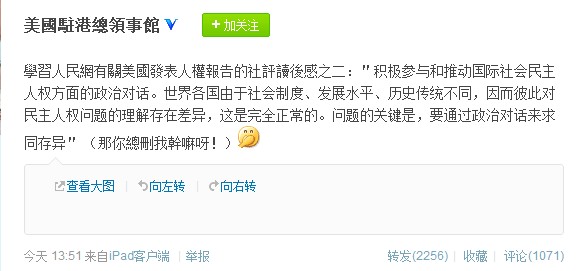 美國駐港總領事館
+ 加关注
學習人民網有關美國發表人權報告的社評讀後感之二："积极参与和推动国际社会民主
人权方面的政治对话。世界各国由于社会制度、发展水平、历史传统不同，因而彼此对
民主人权问题的理解存在差异，这是完全正常的。问题的关键是，要通过政治对话来求
同存异"（那你總刪我幹嘛呀！）
查看大图 | 向左转 | 向右转
今天 13:51 来自iPad客户端 | 举报 转发(2256) | 收藏 | 评论(1071)